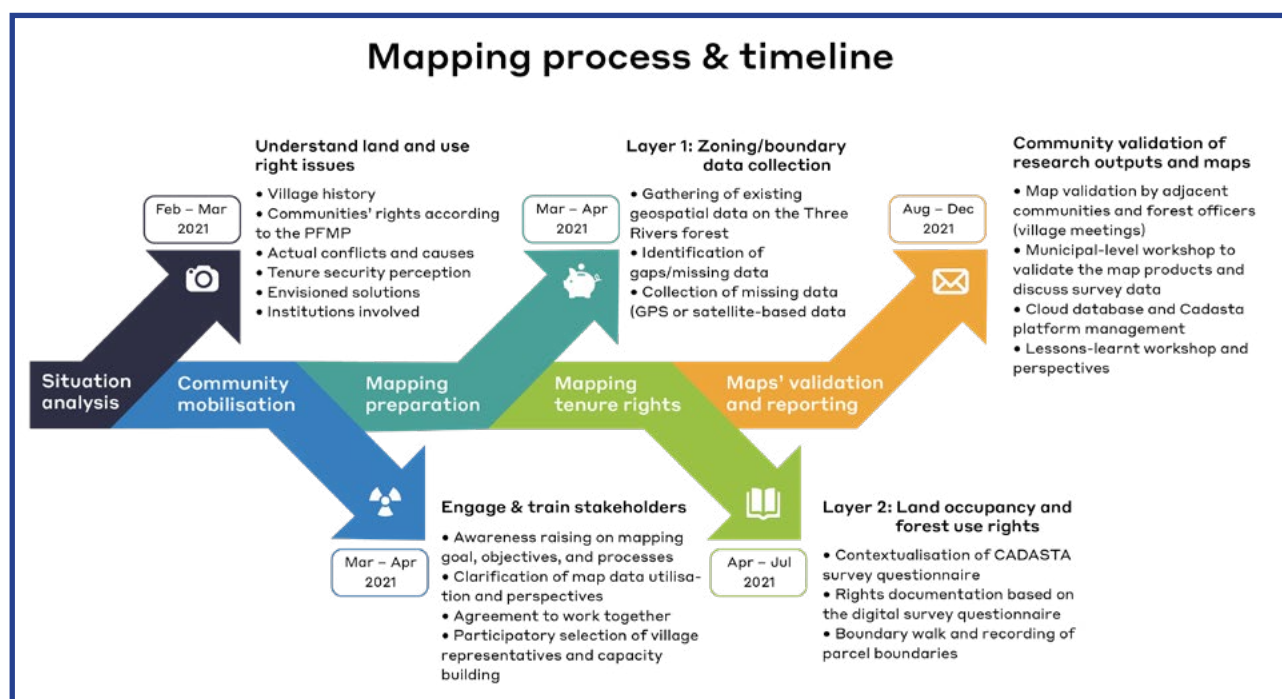 Mapping process & timeline
Understand land and use
right issues
• Village history
• Communities' rights according
to the PFMP
• Actual conflicts and causes
• Tenure security perception
• Envisioned solutions
• Institutions involved
Feb – Mar
2021
Layer 1: Zoning/boundary
data collection
• Gathering of existing
geospatial data on the Three
Rivers forest
• Identification of
gaps/missing data
• Collection of missing data
(GPS or satellite-based data
Mar – Apr
2021
Community validation of
research outputs and maps
• Map validation by adjacent
communities and forest officers
(village meetings)
• Municipal-level workshop to
validate the map products and
discuss survey data
• Cloud database and Cadasta
platform management
• Lessons-learnt workshop and
perspectives
Aug – Dec
2021
Situation
analysis
Community
mobilisation
Mapping
preparation
Mapping
tenure rights
Maps' validation
and reporting
Mar – Apr
2021
Engage & train stakeholders
• Awareness raising on mapping
goal, objectives, and processes
• Clarification of map data utilisa-
tion and perspectives
• Agreement to work together
• Participatory selection of village
representatives and capacity
building
Apr – Jul
2021
Layer 2: Land occupancy and
forest use rights
• Contextualisation of CADASTA
survey questionnaire
• Rights documentation based on
the digital survey questionnaire
• Boundary walk and recording of
parcel boundaries